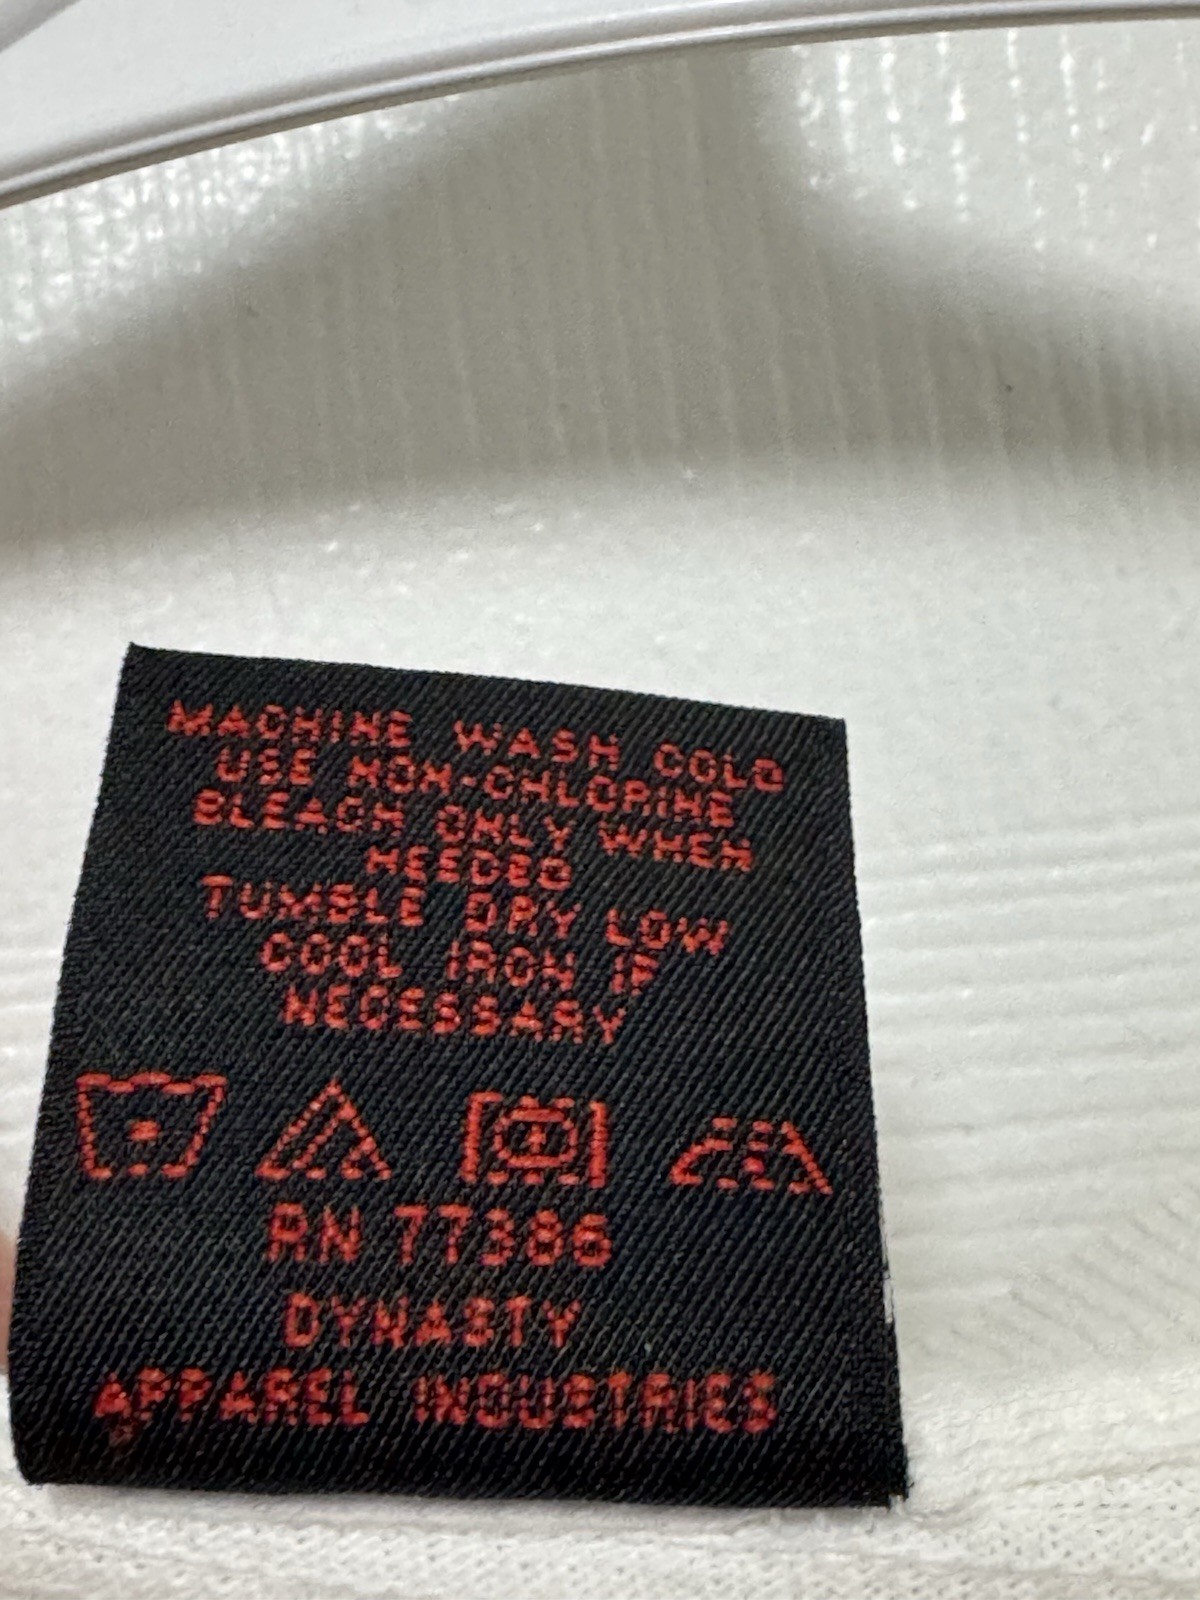 MACHINE WASH COLD
USE NON-CHLORINE
BLEACH ONLY WHEN
NEEDED
TUMBLE DRY LOW
COOL IRON IF
NECESSARY
RN 77386
DYNASTY
APPAREL INDUSTRIES